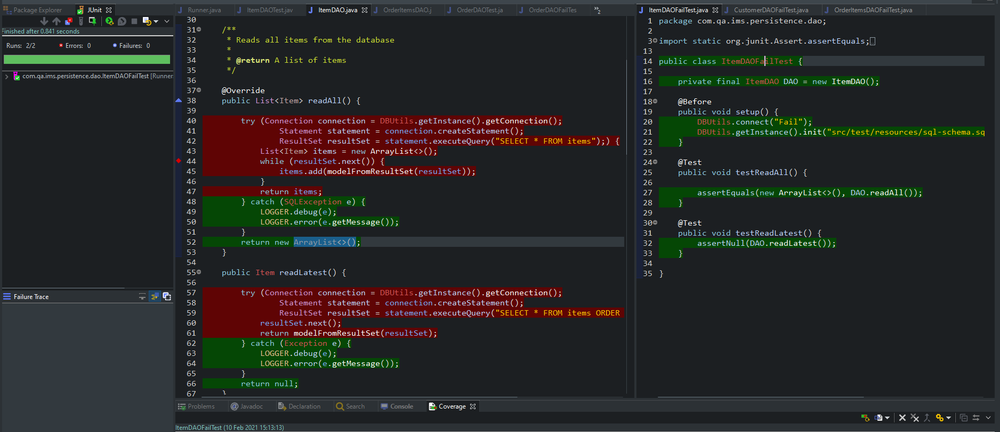 Package Explorer
JUnit
Finished after 0.841 seconds
Runs: 2/2 Errors: 0 Failures: 0
com.qa.ims.persistence.dao.ItemDAOFailTest [Runner:
Failure Trace
Runner.java ItemDAOTest.jav ItemDAO.java OrderItemsDAO.j OrderDAOTest.ja OrderDAOFailTes »2
30
31 /**
32 * Reads all items from the database
33 *
34 * @return A list of items
35 */
36
37 @Override
38 public List<Item> readAll() {
39
40 try (Connection connection = DBUtils.getInstance().getConnection();
41 Statement statement = connection.createStatement();
42 ResultSet resultSet = statement.executeQuery("SELECT * FROM items");) {
43 List<Item> items = new ArrayList<>();
44 while (resultSet.next()) {
45 items.add(modelFromResultSet(resultSet));
46 }
47 return items;
48 } catch (SQLException e) {
49 LOGGER.debug(e);
50 LOGGER.error(e.getMessage());
51 }
52 return new ArrayList<>();
53 }
54
55 public Item readLatest() {
56
57 try (Connection connection = DBUtils.getInstance().getConnection();
58 Statement statement = connection.createStatement();
59 ResultSet resultSet = statement.executeQuery("SELECT * FROM items ORDER
60 resultSet.next();
61 return modelFromResultSet(resultSet);
62 } catch (Exception e) {
63 LOGGER.debug(e);
64 LOGGER.error(e.getMessage());
65 }
66 return null;
67 }
ItemDAOFailTest.java CustomerDAOFailTest.java OrderItemsDAOFailTest.java
1 package com.qa.ims.persistence.dao;
2
3 import static org.junit.Assert.assertEquals;
13
14 public class ItemDAOFailTest {
15
16 private final ItemDAO DAO = new ItemDAO();
17
18 @Before
19 public void setup() {
20 DBUtils.connect("Fail");
21 DBUtils.getInstance().init("src/test/resources/sql-schema.sq
22 }
23
24 @Test
25 public void testReadAll() {
26
27 assertEquals(new ArrayList<>(), DAO.readAll());
28 }
29
30 @Test
31 public void testReadLatest() {
32 assertNull(DAO.readLatest());
33 }
34
35 }
Problems Javadoc Declaration Search Console Coverage
ItemDAOFailTest (10 Feb 2021 15:13:13)